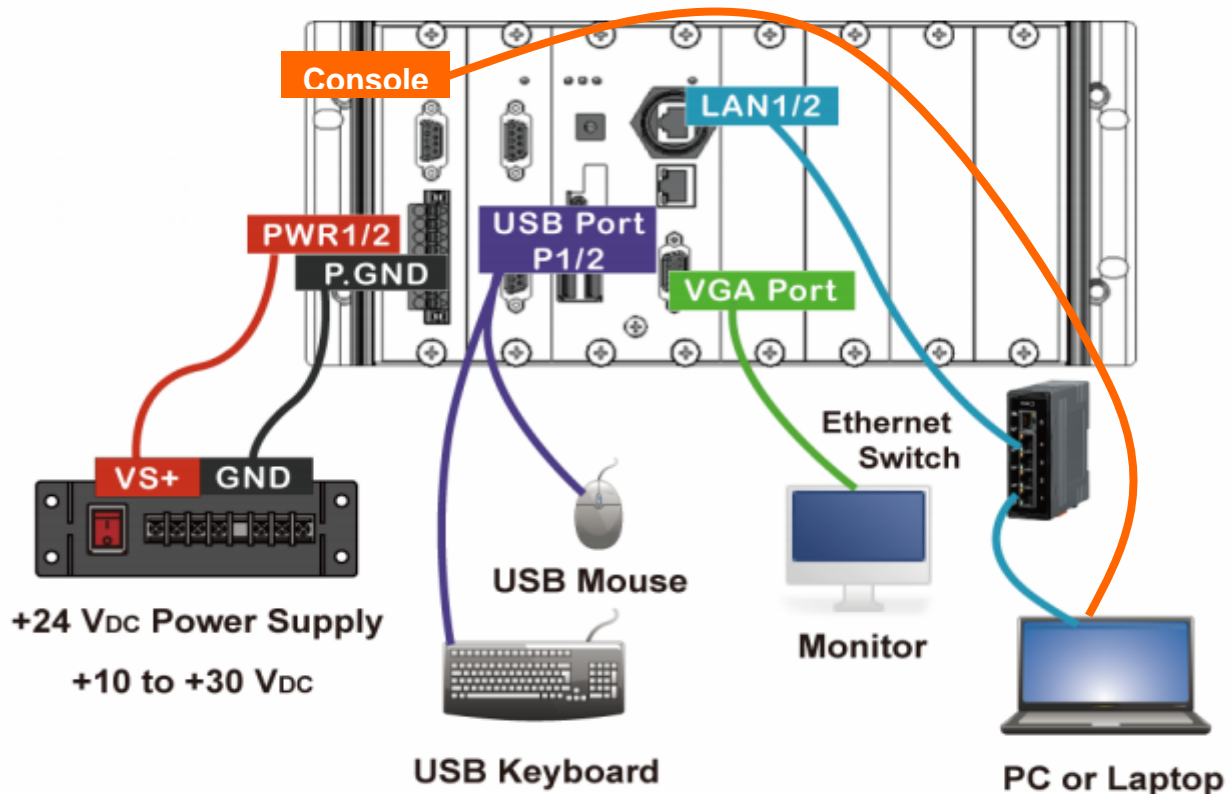 Console
LAN1/2
PWR1/2
P.GND
USB Port
P1/2
VGA Port
Ethernet
Switch
VS+
GND
+24 VDC Power Supply
+10 to +30 VDC
USB Mouse
Monitor
USB Keyboard
PC or Laptop